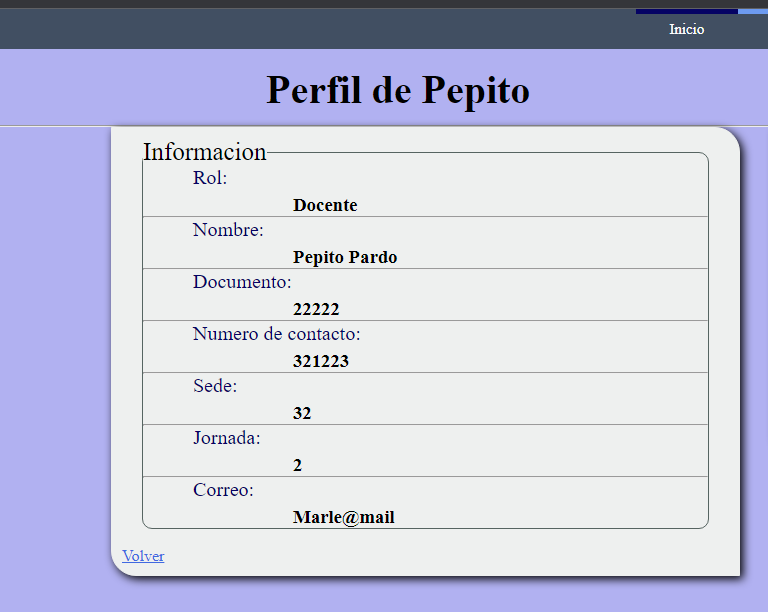 Inicio
Perfil de Pepito
Informacion
Rol:
Docente
Nombre:
Pepito Pardo
Documento:
22222
Numero de contacto:
321223
Sede:
32
Jornada:
2
Correo:
Marle@mail
Volver